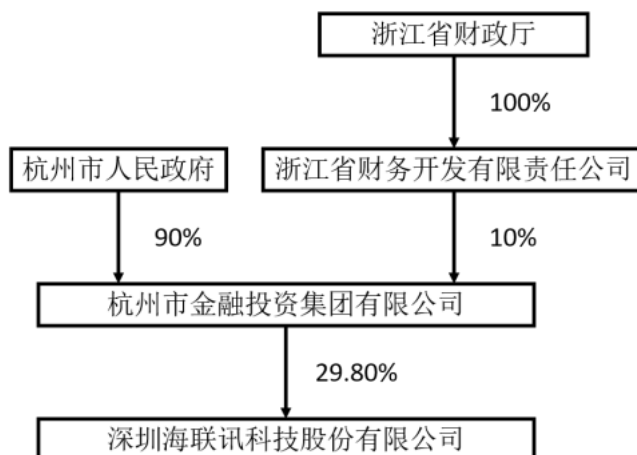 浙江省财政厅
100%
杭州市人民政府
浙江省财务开发有限责任公司
90%
10%
杭州市金融投资集团有限公司
29.80%
深圳海联讯科技股份有限公司